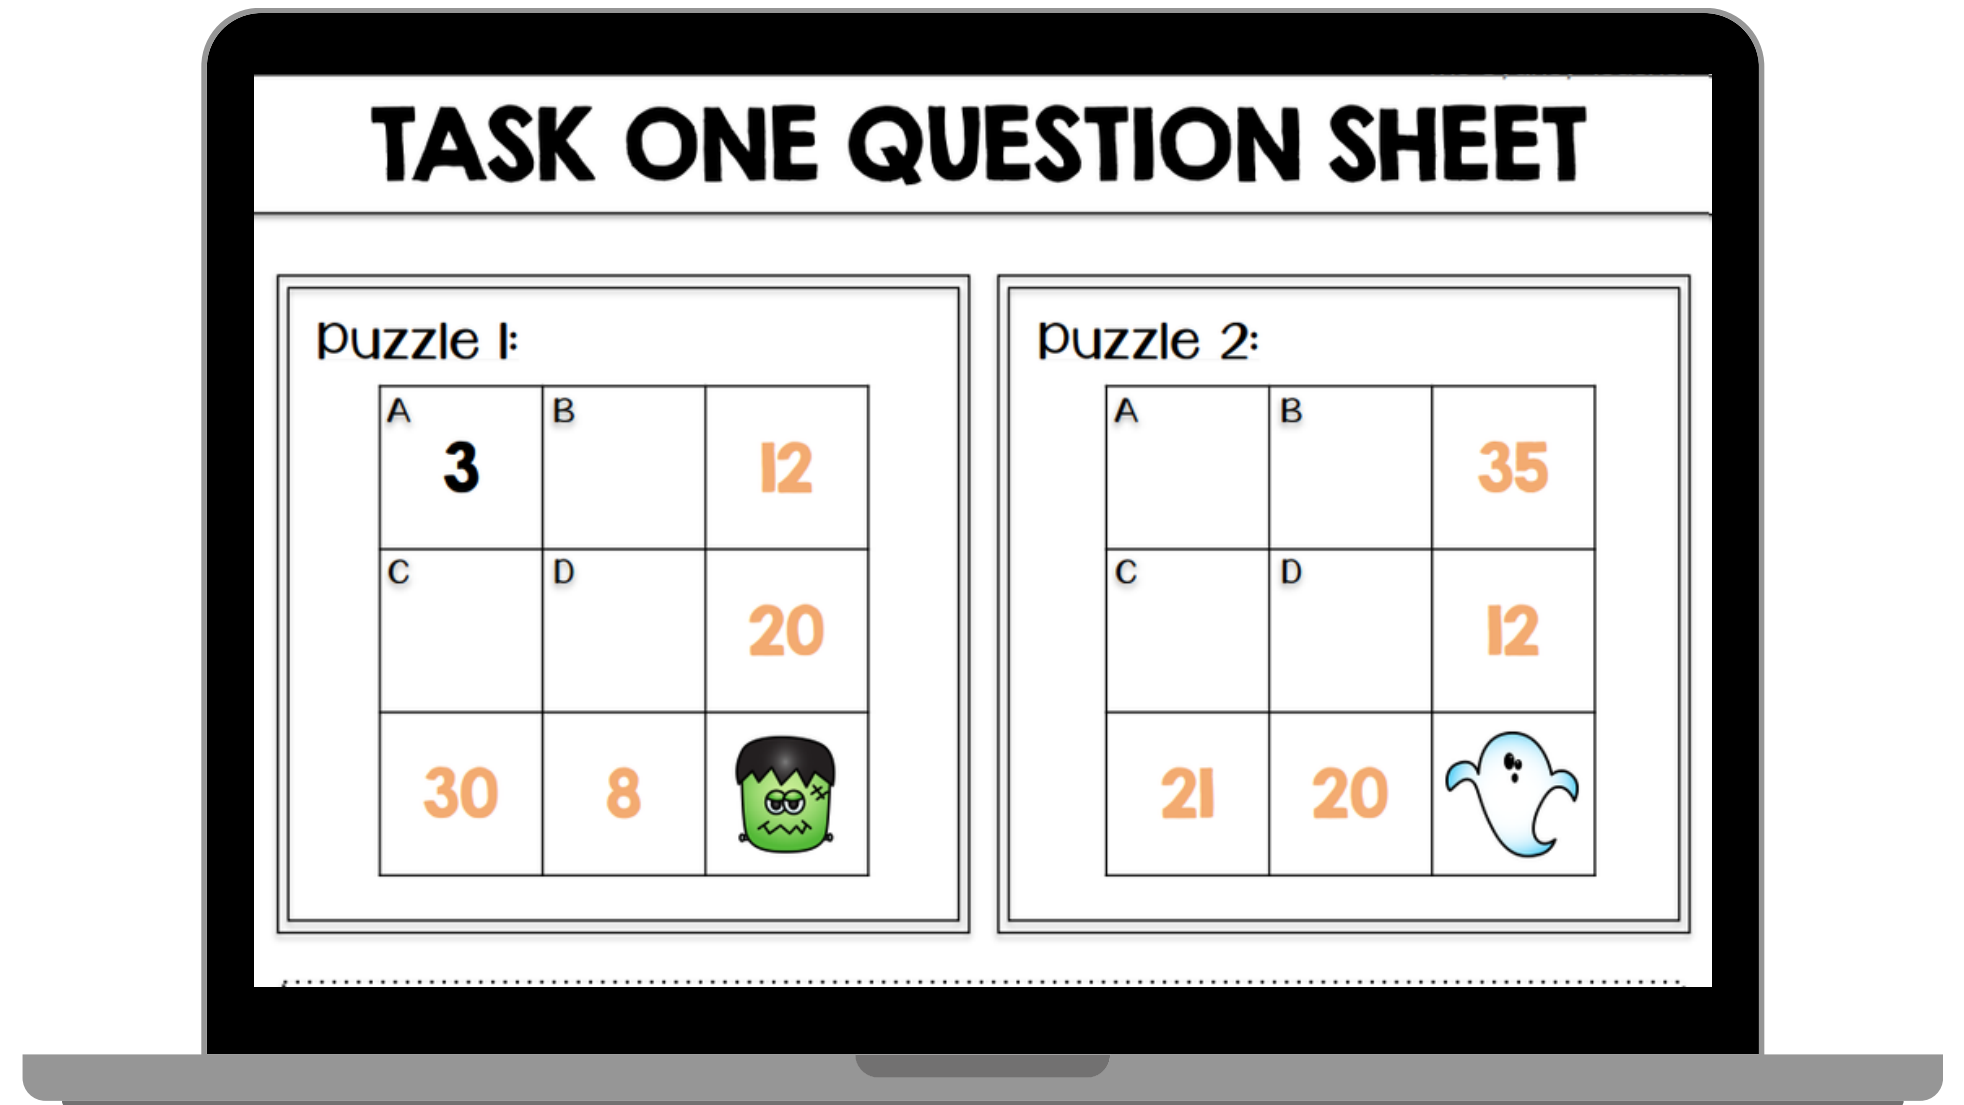 TASK ONE QUESTION SHEET
Puzzle 1:
A 3 B 12
C D 20
30 8
Puzzle 2:
A B 35
C D 12
21 20